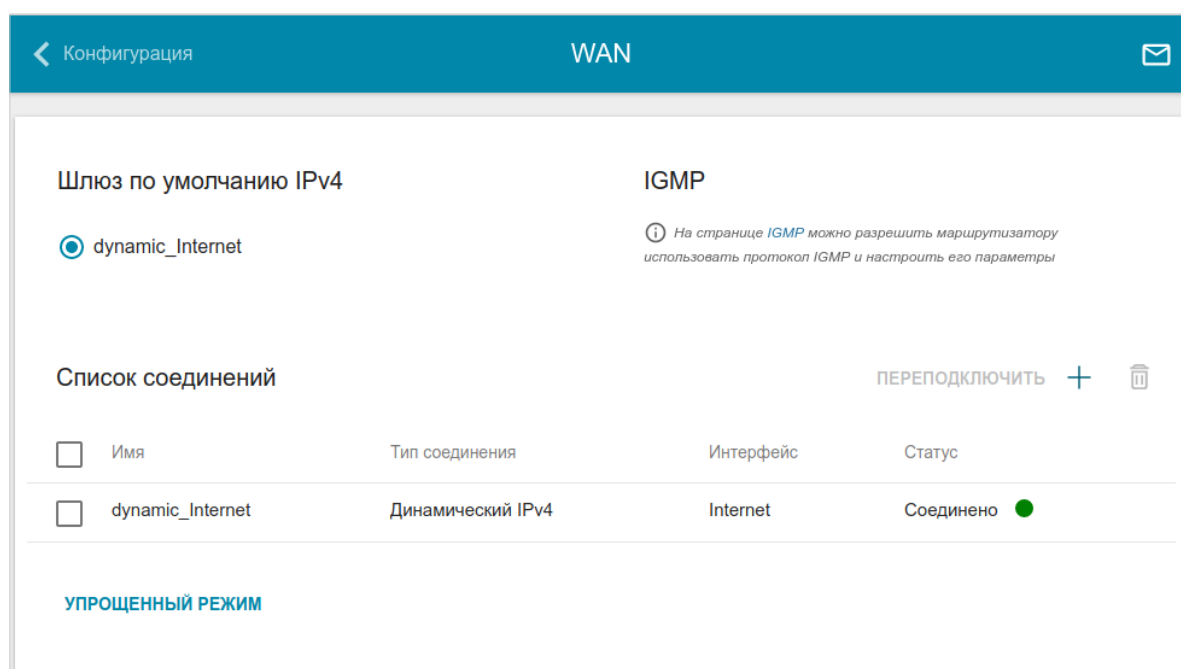 Конфигурация
WAN
Шлюз по умолчанию IPv4
dynamic_Internet
IGMP
На странице IGMP можно разрешить маршрутизатору
использовать протокол IGMP и настроить его параметры
Список соединений
ПЕРЕПОДКЛЮЧИТЬ
Имя Тип соединения Интерфейс Статус
dynamic_Internet Динамический IPv4 Internet Соединено
УПРОЩЕННЫЙ РЕЖИМ